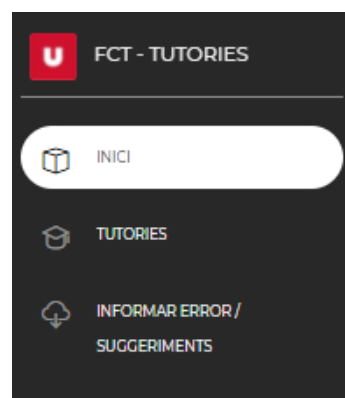 U
FCT - TUTORIES
INICI
TUTORIES
INFORMAR ERROR /
SUGGERIMENTS